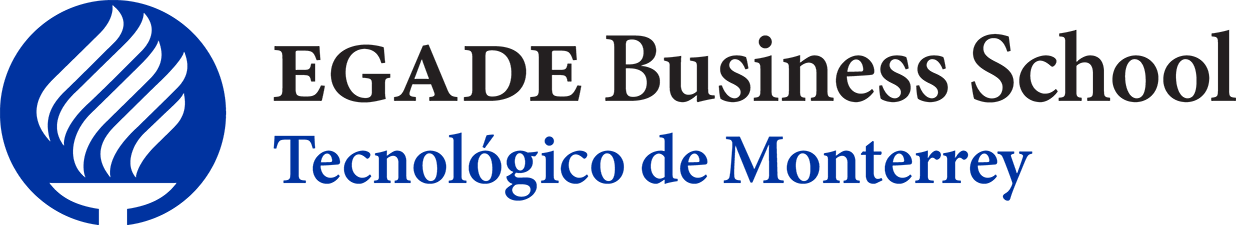 EGADE Business School
Tecnológico de Monterrey